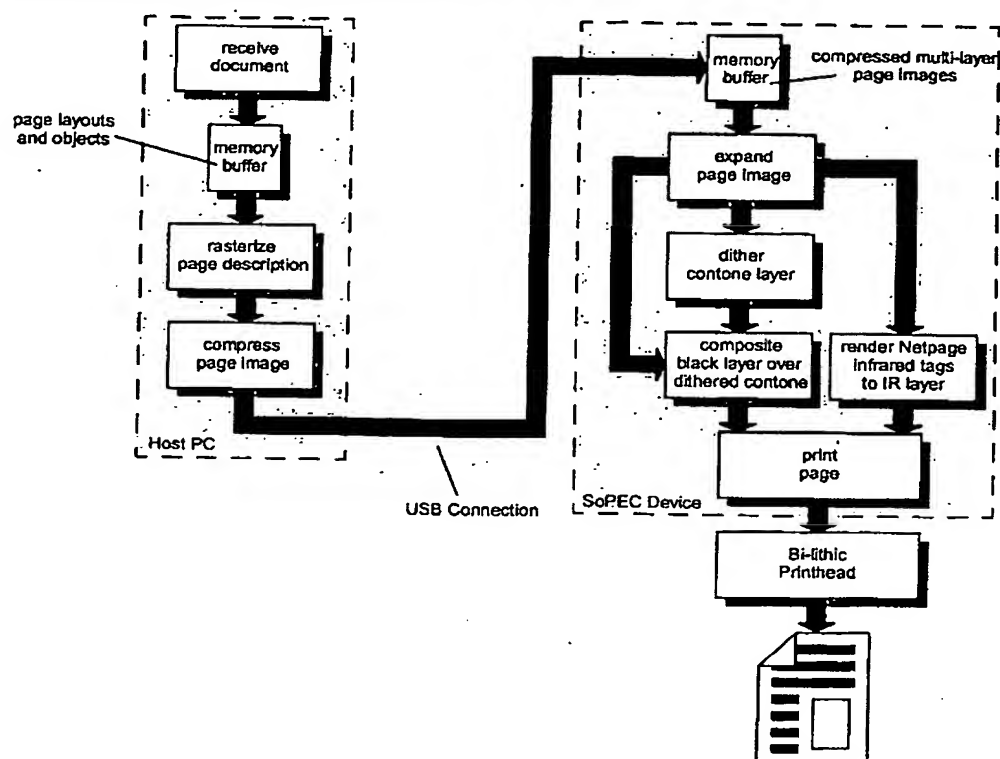 receive
document
page layouts
and objects
memory
buffer
rasterize
page description
compress
page image
Host PC
USB Connection
memory
buffer
compressed multi-layer
page images
expand
page image
dither
contone layer
composite
black layer over
dithered contone
render Netpage
infrared tags
to IR layer
print
page
SoPEC Device
Bi-lithic
Printhead